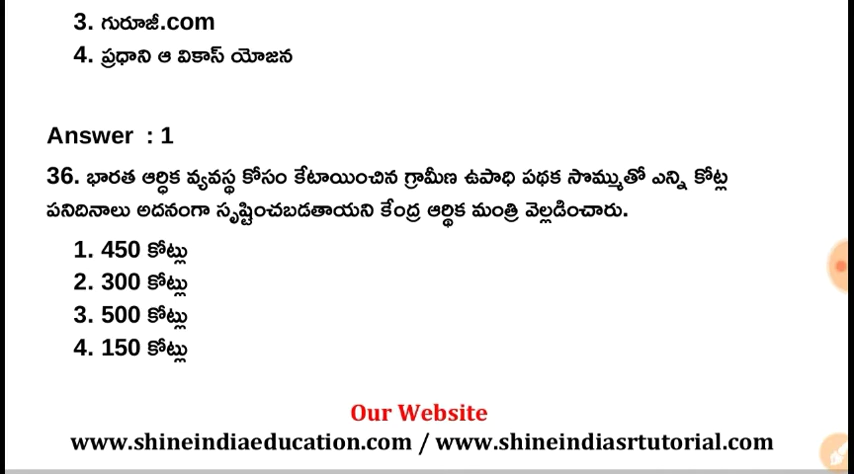 3. గురూజీ.com
4. ప్రధాని ఆ వికాస్ యోజన
Answer : 1
36. భారత ఆర్ధిక వ్యవస్థ కోసం కేటాయించిన గ్రామీణ ఉపాధి పథక సొమ్ముతో ఎన్ని కోట్ల
పనిదినాలు అదనంగా సృష్టించబడతాయని కేంద్ర ఆర్థిక మంత్రి వెల్లడించారు.
1. 450 కోట్లు
2. 300 కోట్లు
3. 500 కోట్లు
4. 150 కోట్లు
Our Website
www.shineindiaeducation.com / www.shineindiasrtutorial.com